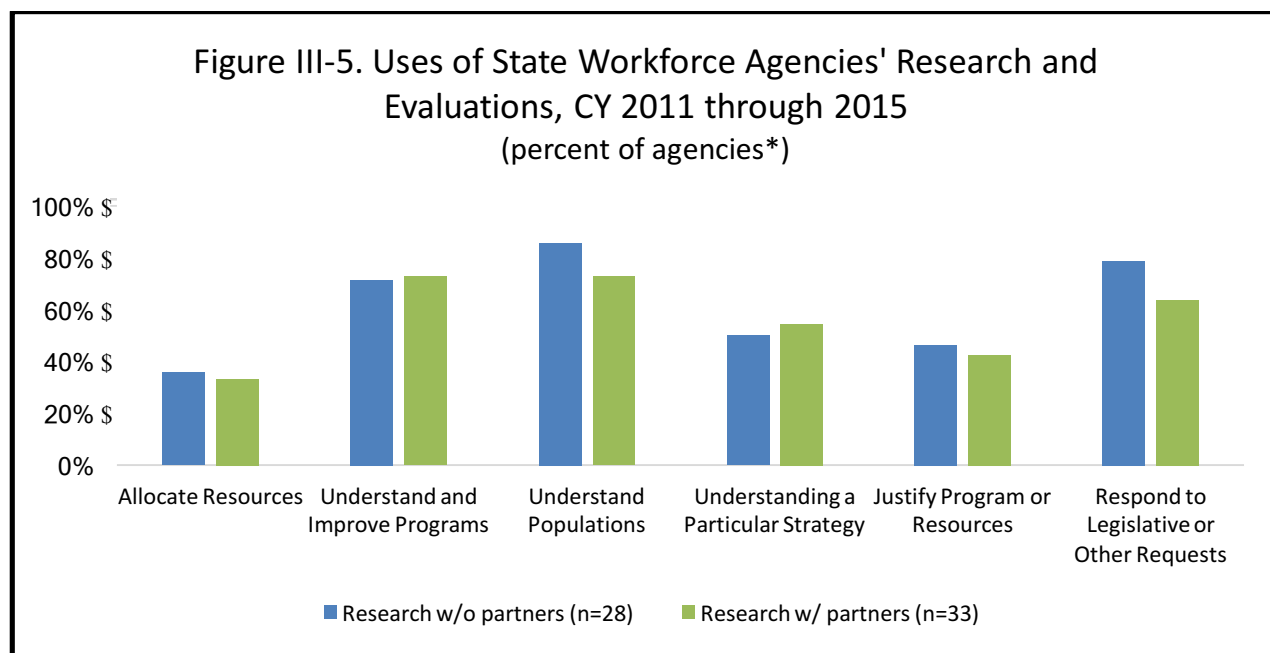 Figure III-5. Uses of State Workforce Agencies' Research and
Evaluations, CY 2011 through 2015
(percent of agencies*)
100% $
80% $
60% $
40% $
20% $
0%
Allocate Resources
Understand and
Improve Programs
Understand
Populations
Understanding a
Particular Strategy
Justify Program or
Resources
Respond to
Legislative or
Other Requests
Research w/o partners (n=28)
Research w/ partners (n=33)